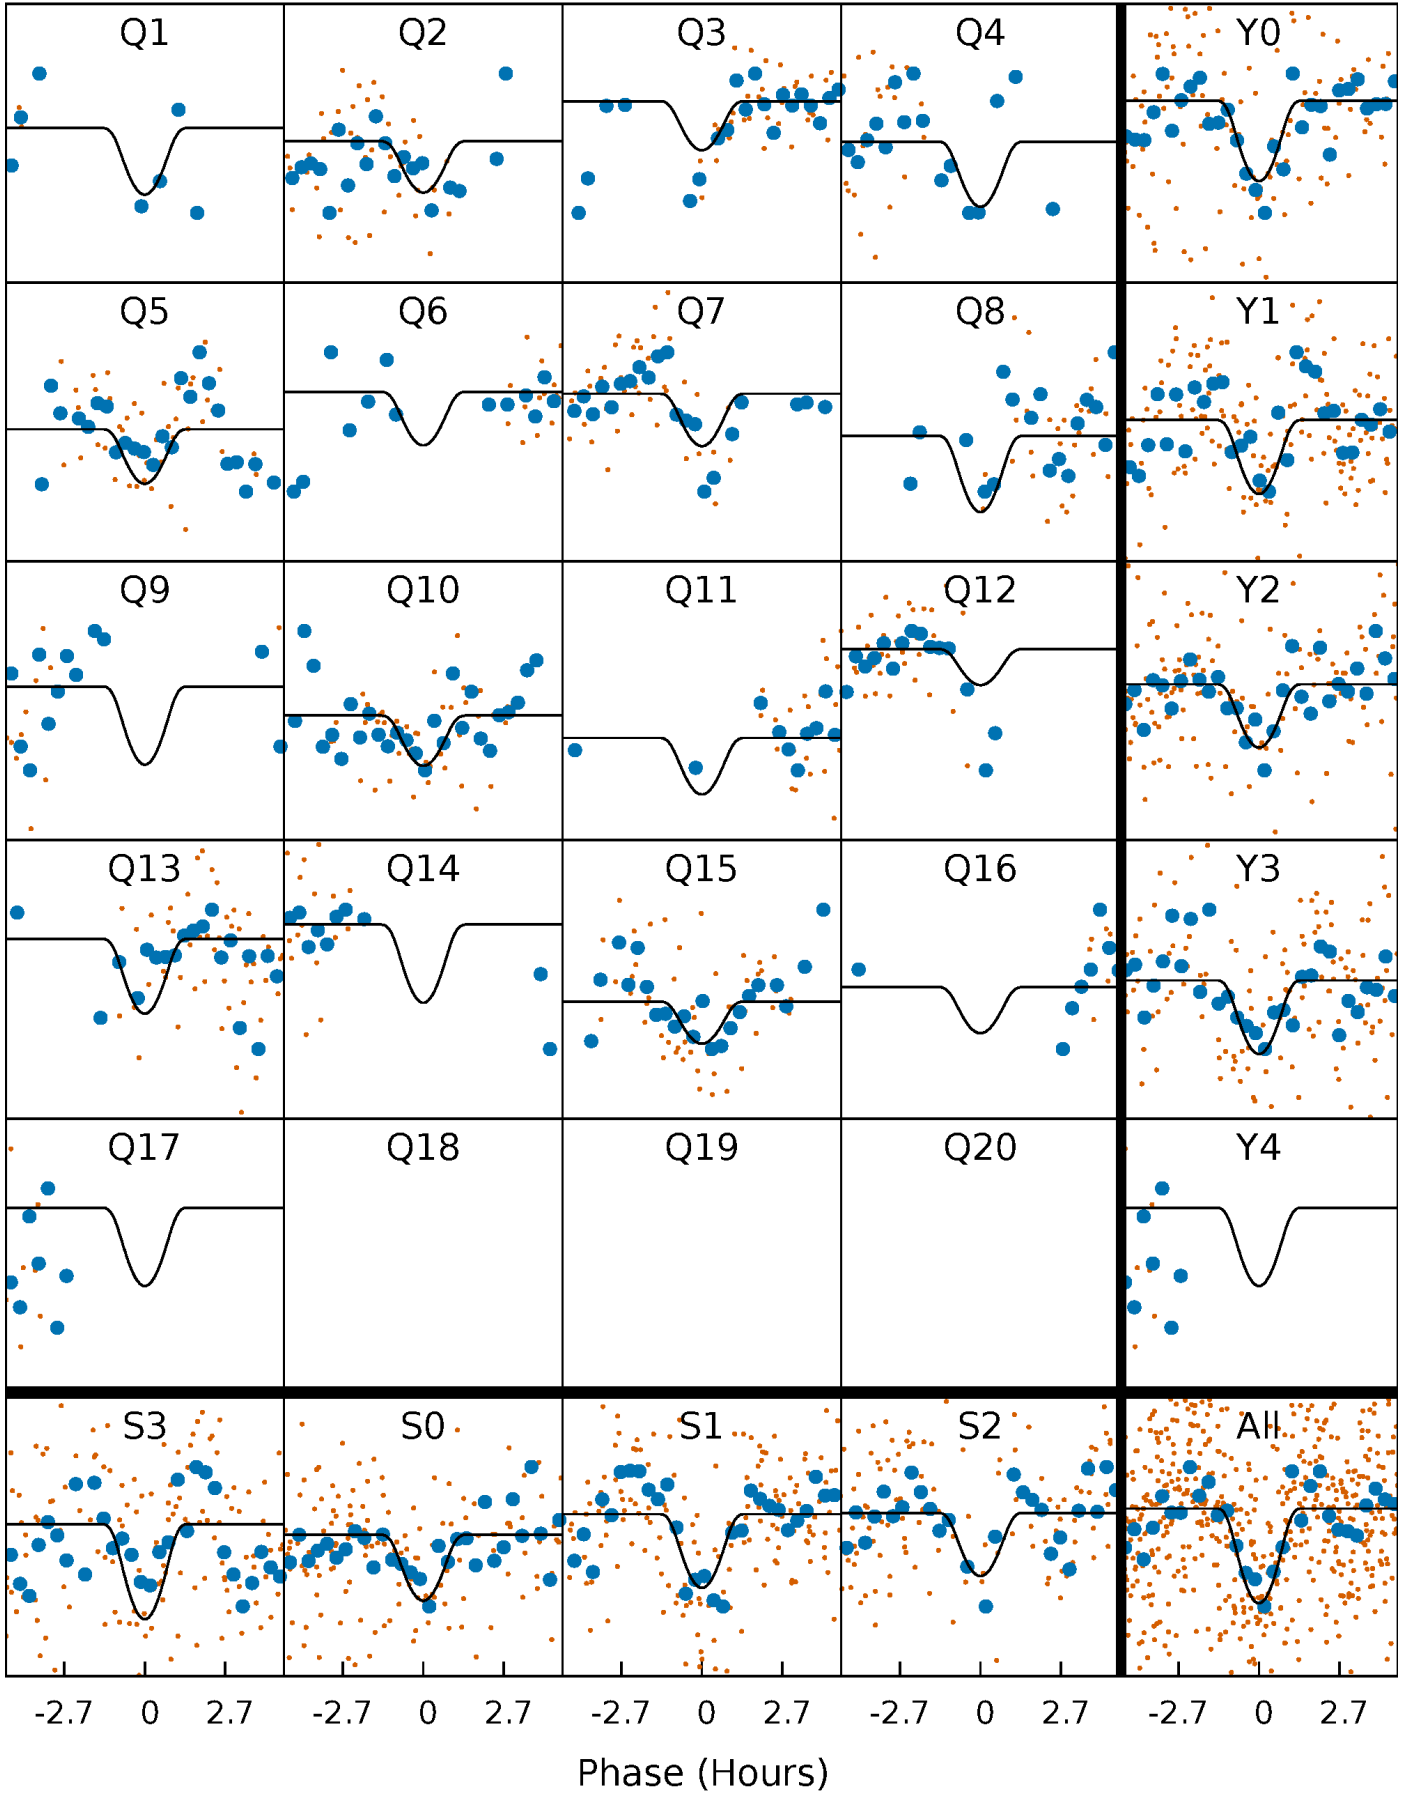 Q1 Q2 Q3 Q4 Y0
Q5 Q6 Q7 Q8 Y1
Q9 Q10 Q11 Q12 Y2
Q13 Q14 Q15 Q16 Y3
Q17 Q18 Q19 Q20 Y4
S3 S0 S1 S2 All
-2.7 0 2.7 -2.7 0 2.7 -2.7 0 2.7 -2.7 0 2.7 -2.7 0 2.7
Phase (Hours)